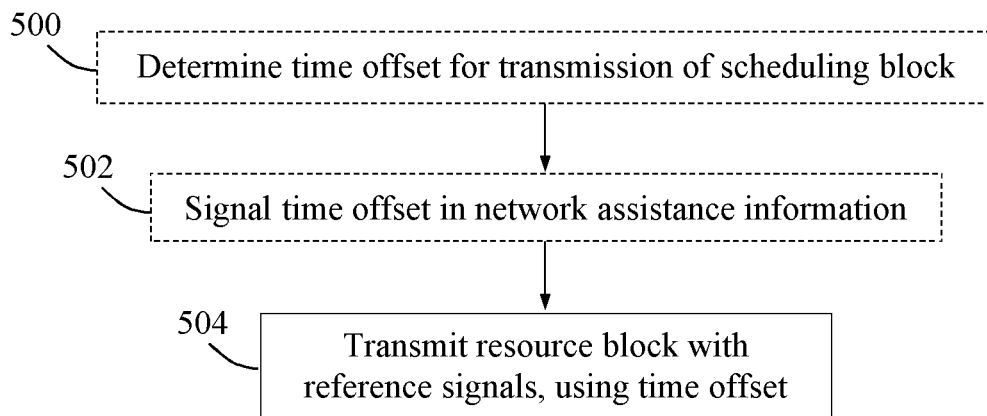 500
Determine time offset for transmission of scheduling block
502
Signal time offset in network assistance information
504
Transmit resource block with
reference signals, using time offset